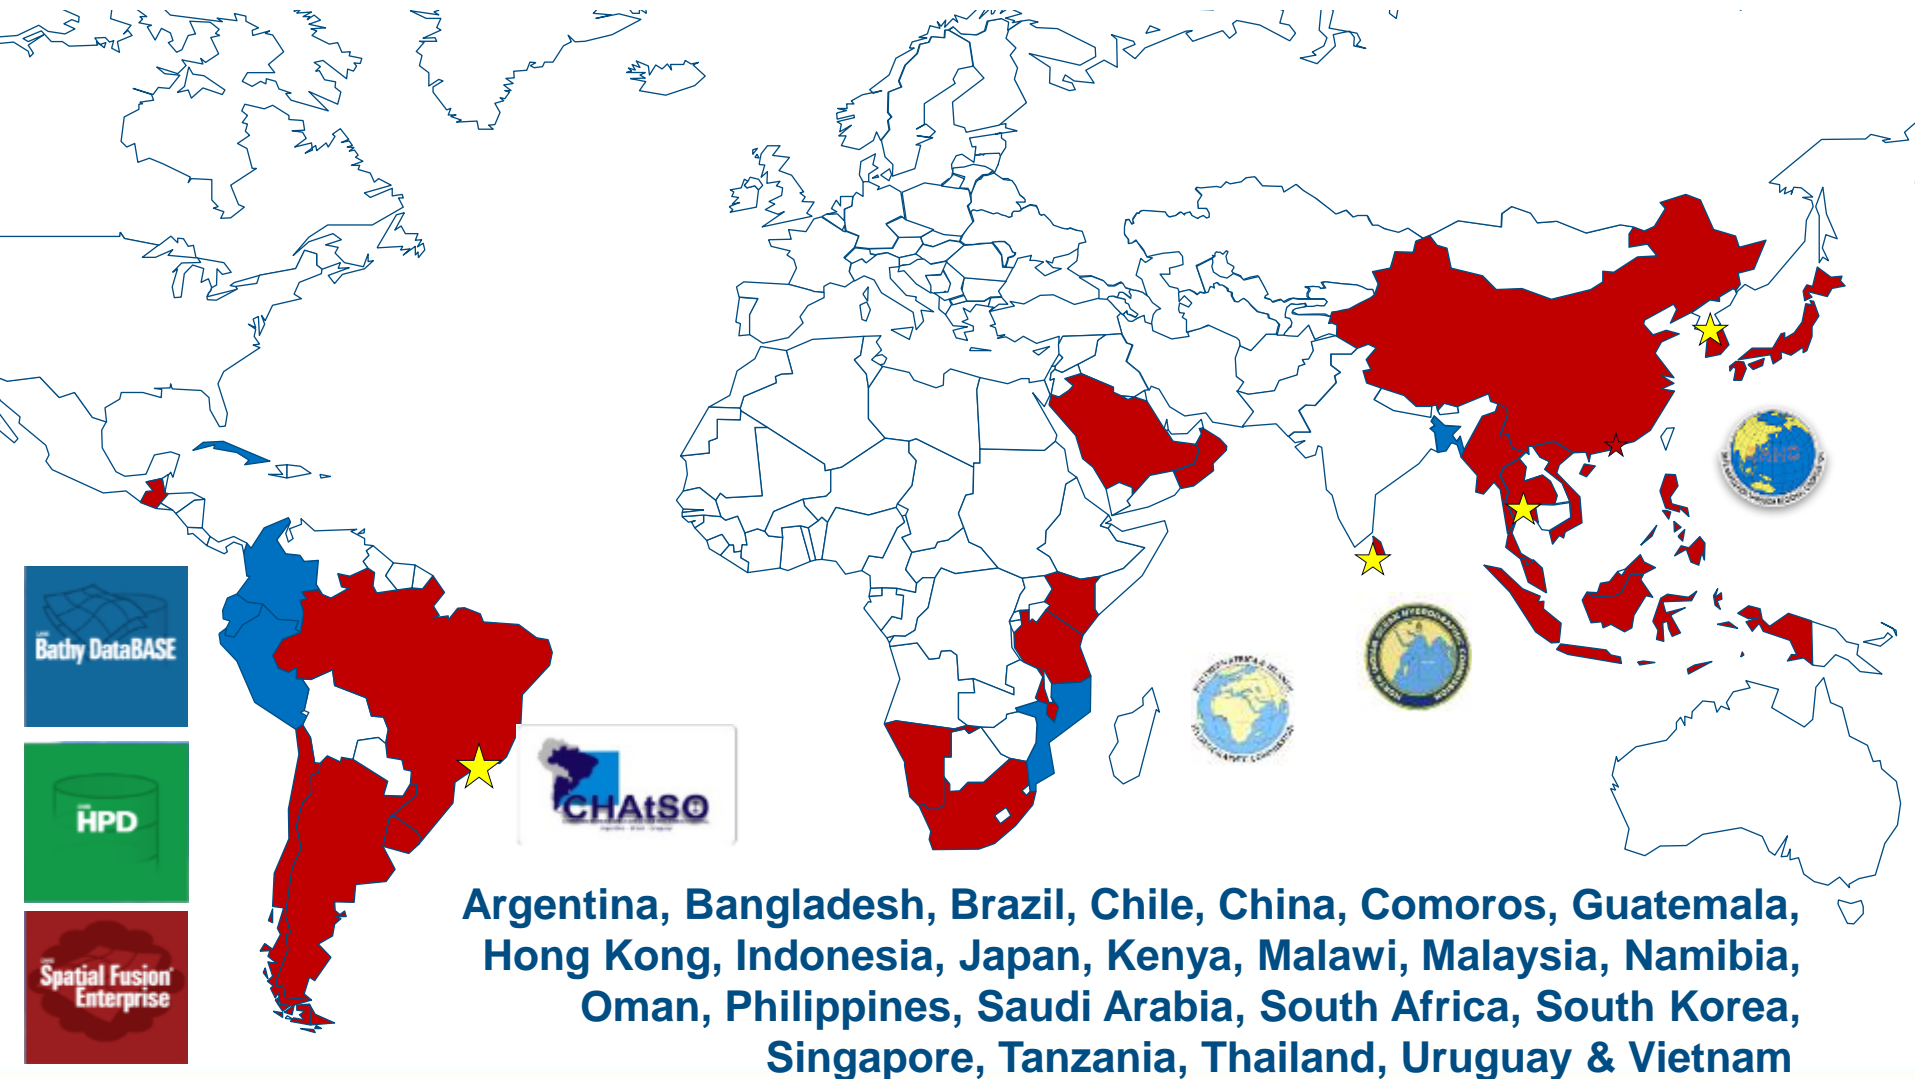 Bathy DataBASE
HPD
Spatial Fusion
Enterprise
CHAtSO
Argentina, Bangladesh, Brazil, Chile, China, Comoros, Guatemala,
Hong Kong, Indonesia, Japan, Kenya, Malawi, Malaysia, Namibia,
Oman, Philippines, Saudi Arabia, South Africa, South Korea,
Singapore, Tanzania, Thailand, Uruguay & Vietnam